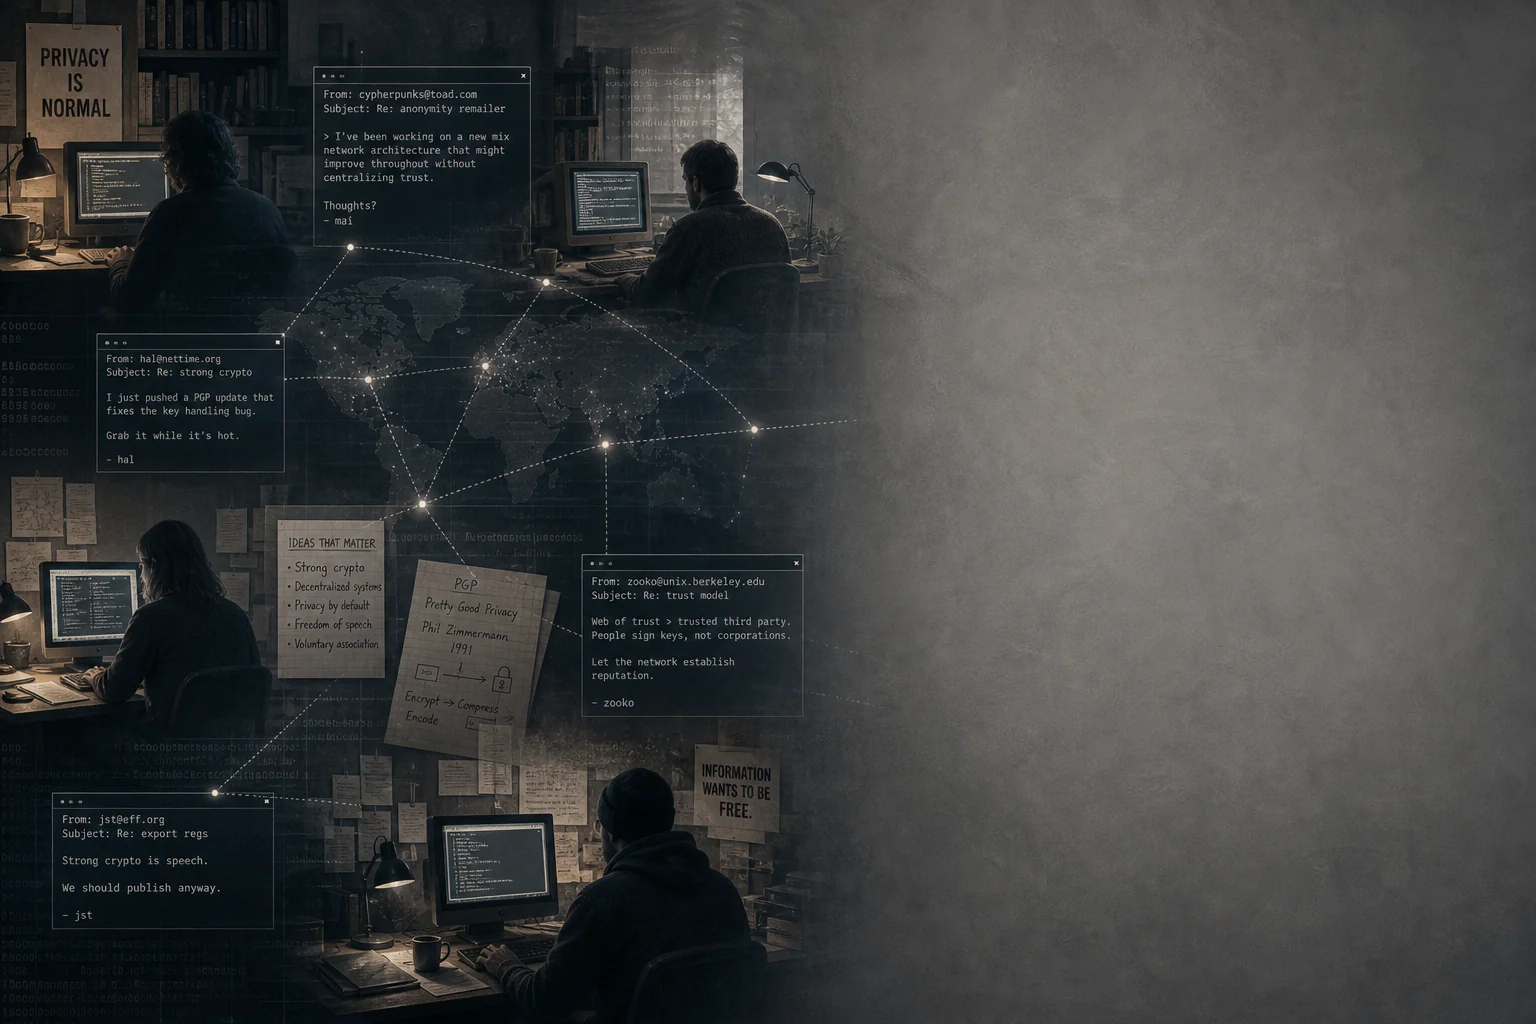 PRIVACY
IS
NORMAL
From: cypherpunks@toad.com
Subject: Re: anonymity remailer
> I've been working on a new mix
network architecture that might
improve throughout without
centralizing trust.
Thoughts?
– mai
From: hal@nettime.org
Subject: Re: strong crypto
I just pushed a PGP update that
fixes the key handling bug.
Grab it while it's hot.
– hal
IDEAS THAT MATTER
• Strong crypto
• Decentralized systems
• Privacy by default
• Freedom of speech
• Voluntary association
PGP
Pretty Good Privacy
Phil Zimmermann
1991
Encrypt → Compress
Encode
From: zooko@unix.berkeley.edu
Subject: Re: trust model
Web of trust > trusted third party.
People sign keys, not corporations.
Let the network establish
reputation.
– zooko
INFORMATION
WANTS TO BE
FREE.
From: jst@eff.org
Subject: Re: export regs
Strong crypto is speech.
We should publish anyway.
– jst